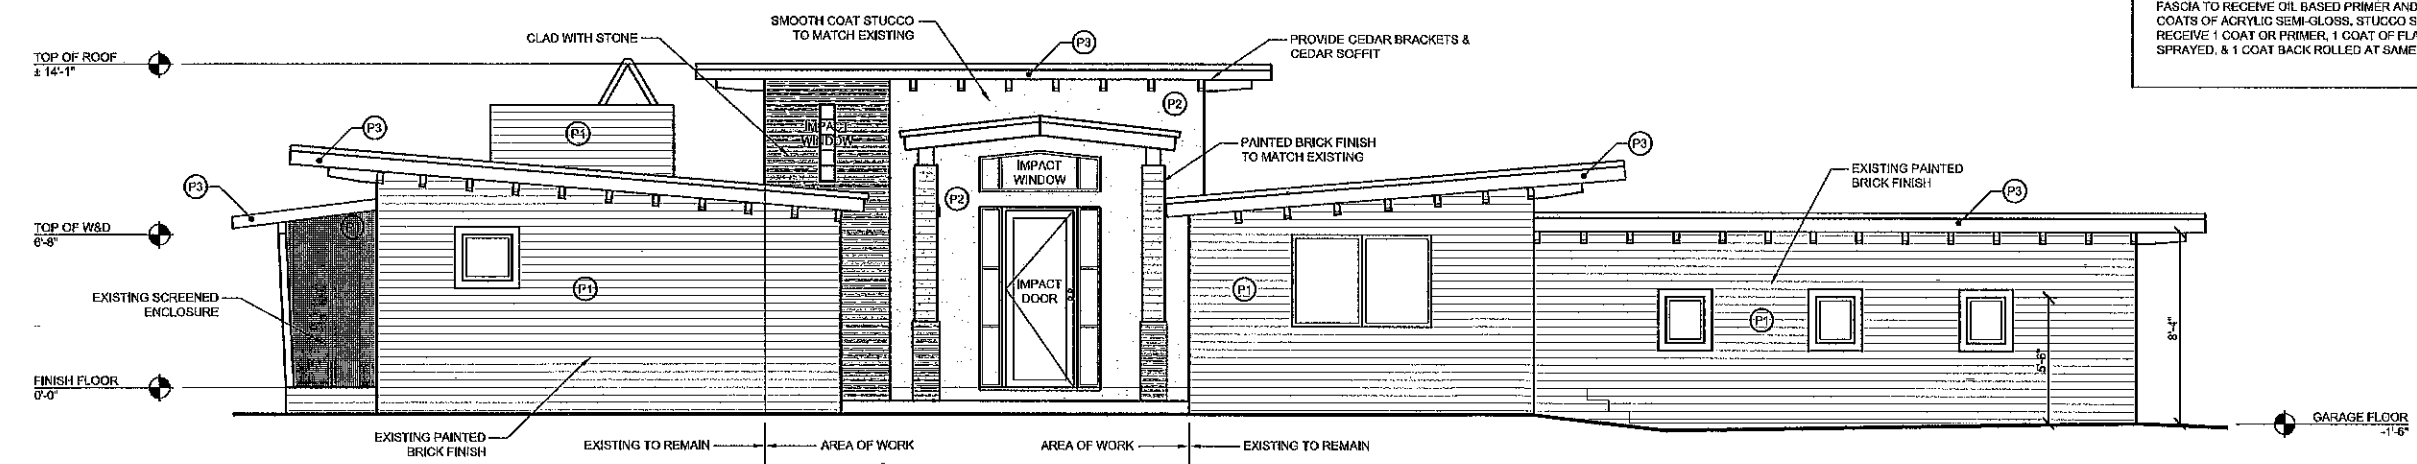 FASCIA TO RECEIVE OIL BASED PRIMER AND
COATS OF ACRYLIC SEMI-GLOSS. STUCCO S
RECEIVE 1 COAT OR PRIMER, 1 COAT OF FLA
SPRAYED, & 1 COAT BACK ROLLED AT SAME
SMOOTH COAT STUCCO
TO MATCH EXISTING
CLAD WITH STONE
P3
PROVIDE CEDAR BRACKETS &
CEDAR SOFFIT
TOP OF ROOF
± 14'-1"
P2
P3
P1
IMPACT
WINDOW
PAINTED BRICK FINISH
TO MATCH EXISTING
P3
IMPACT
WINDOW
EXISTING PAINTED
BRICK FINISH
P3
P2
P3
TOP OF W&D
6'-8"
P1
P1
IMPACT
DOOR
P1
EXISTING SCREENED
ENCLOSURE
5'-6"
8'-4"
FINISH FLOOR
0'-0"
GARAGE FLOOR
-1'-6"
EXISTING PAINTED
BRICK FINISH
EXISTING TO REMAIN
AREA OF WORK
AREA OF WORK
EXISTING TO REMAIN